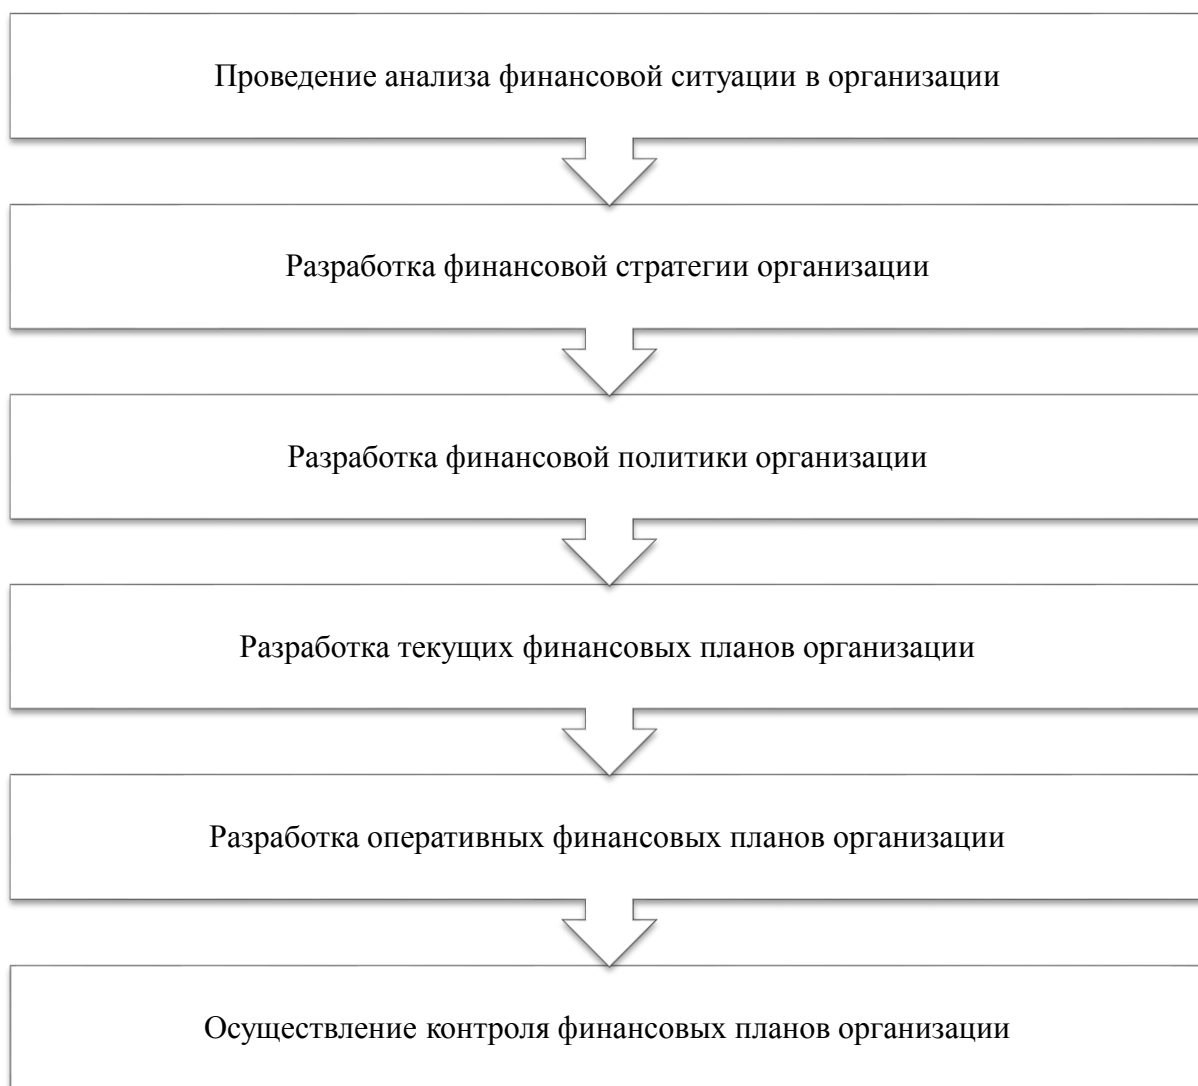 Проведение анализа финансовой ситуации в организации
Разработка финансовой стратегии организации
Разработка финансовой политики организации
Разработка текущих финансовых планов организации
Разработка оперативных финансовых планов организации
Осуществление контроля финансовых планов организации